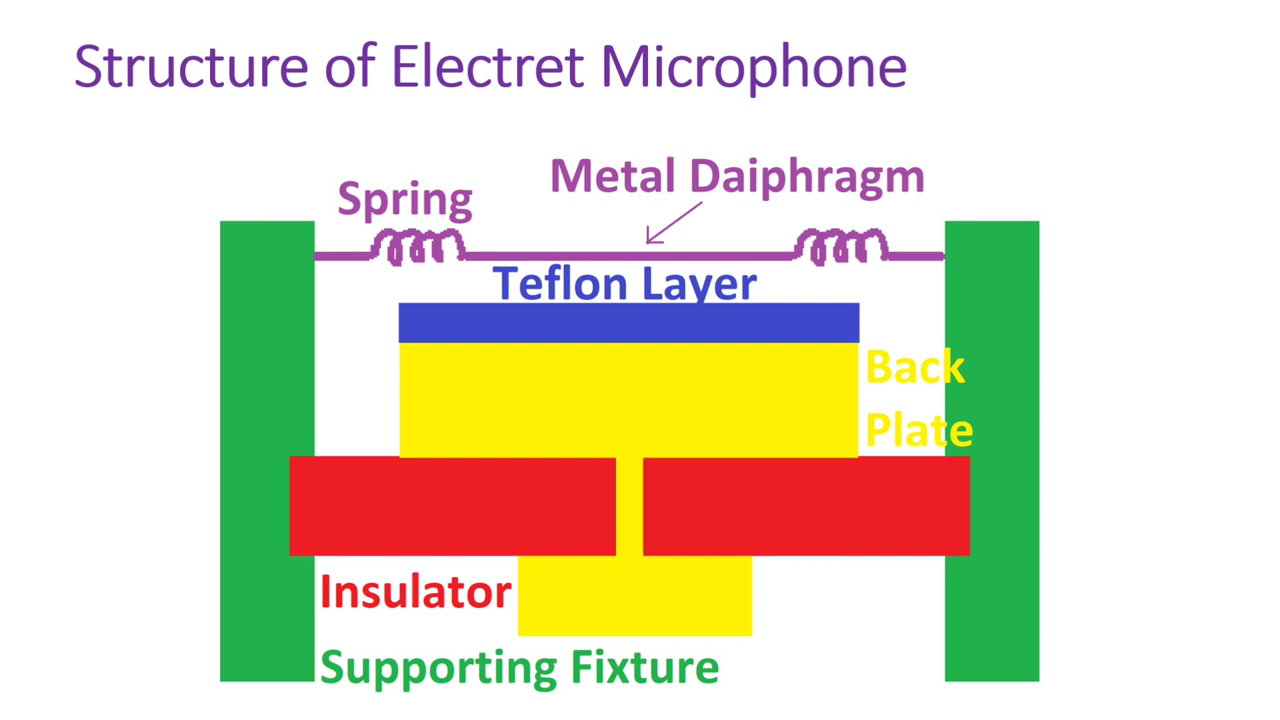 Structure of Electret Microphone
Metal Daiphragm
Spring
Teflon Layer
Back
Plate
Insulator
Supporting Fixture